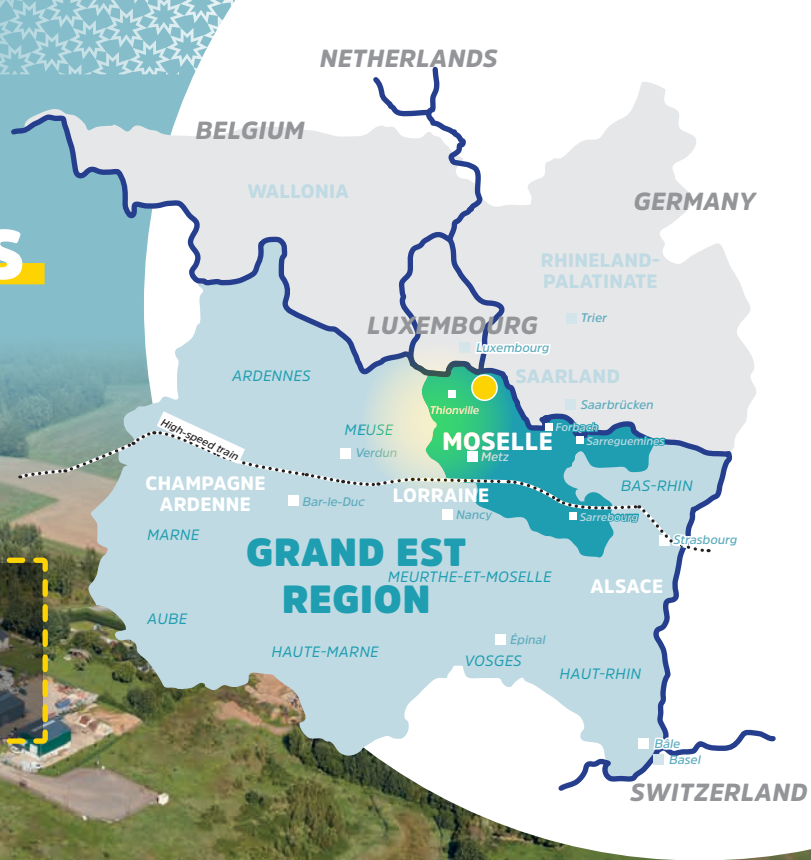 NETHERLANDS
BELGIUM
WALLONIA
GERMANY
S
RHINELAND-
PALATINATE
Trier
LUXEMBOURG
Luxembourg
ARDENNES
SAARLAND
Saarbrücken
Thionville
MEUSE
Forbach
High-speed train
MOSELLE
Sarreguemines
Verdun
Metz
CHAMPAGNE
ARDENNE
LORRAINE
BAS-RHIN
Bar-le-Duc
Nancy
Sarrebourg
MARNE
Strasbourg
GRAND EST
REGION
MEURTHE-ET-MOSELLE
ALSACE
AUBE
Épinal
HAUTE-MARNE
VOSGES
HAUT-RHIN
Bâle
Basel
SWITZERLAND